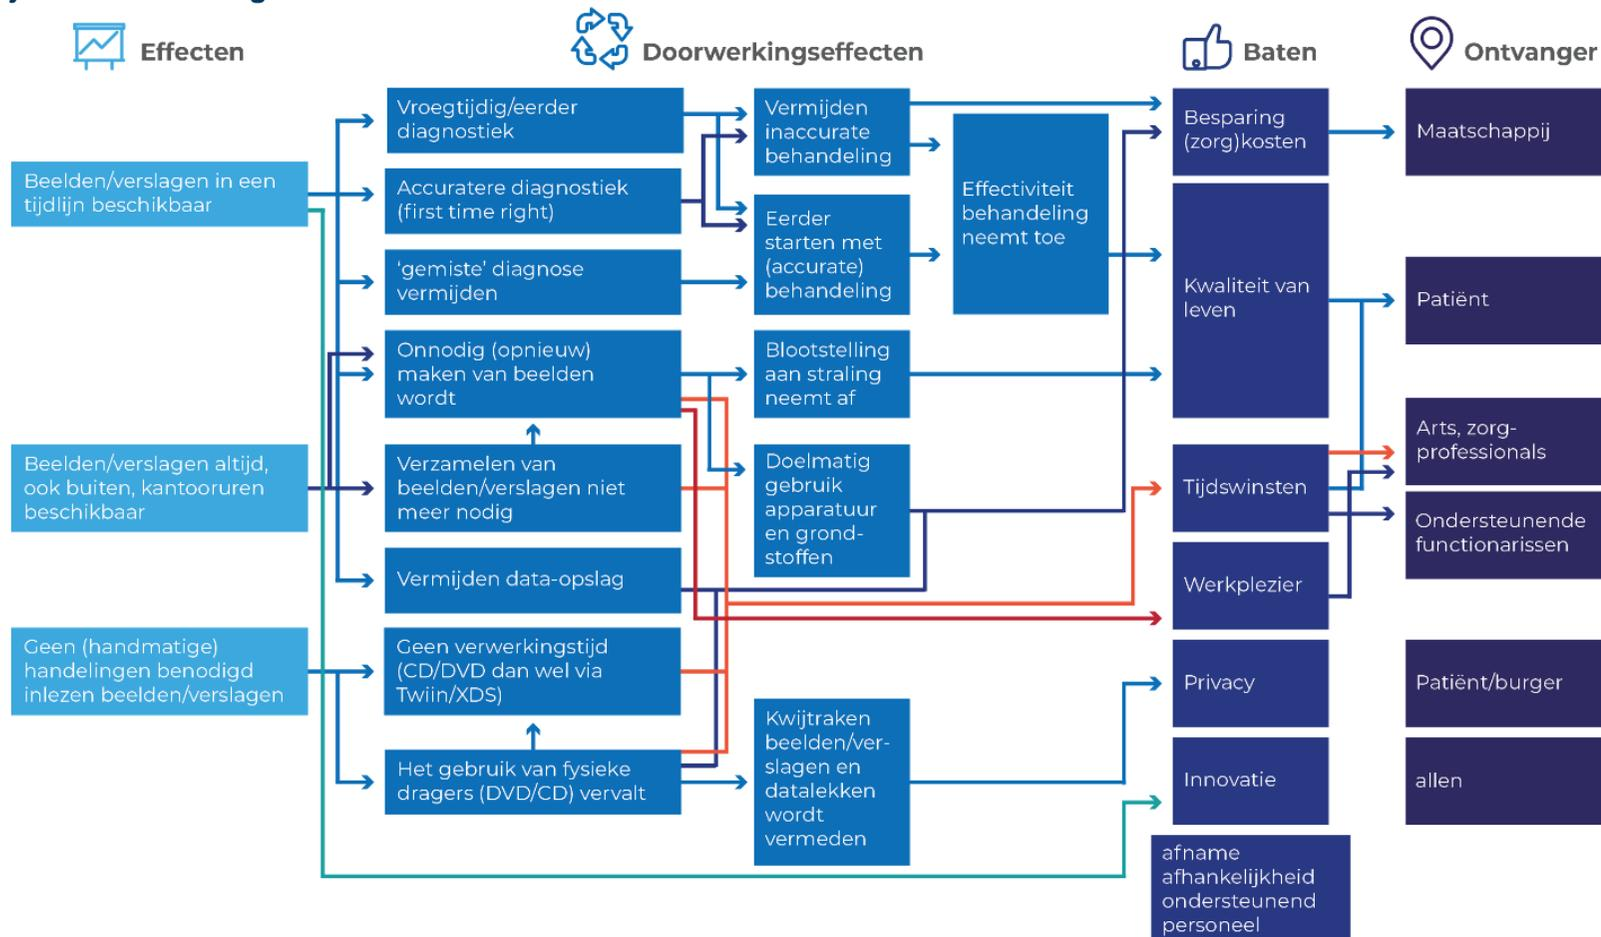 Effecten
Doorwerkingseffecten
Baten
Ontvanger
Beelden/verslagen in een
tijdlijn beschikbaar
Beelden/verslagen altijd,
ook buiten, kantooruren
beschikbaar
Geen (handmatige)
handelingen benodigd
inlezen beelden/verslagen
Vroegtijdig/eerder
diagnostiek
Accuratere diagnostiek
(first time right)
‘gemiste’ diagnose
vermijden
Onnodig (opnieuw)
maken van beelden
wordt
Verzamelen van
beelden/verslagen niet
meer nodig
Vermijden data-opslag
Geen verwerkingstijd
(CD/DVD dan wel via
Twiin/XDS)
Het gebruik van fysieke
dragers (DVD/CD) vervalt
Vermijden
inaccurate
behandeling
Eerder
starten met
(accurate)
behandeling
Blootstelling
aan straling
neemt af
Doelmatig
gebruik
apparatuur
en grond-
stoffen
Kwijtraken
beelden/ver-
slagen en
datalekken
wordt
vermeden
Effectiviteit
behandeling
neemt toe
Besparing
(zorg)kosten
Kwaliteit van
leven
Tijdswinsten
Werkplezier
Privacy
Innovatie
afname
afhankelijkheid
ondersteunend
personeel
Maatschappij
Patiënt
Arts, zorg-
professionals
Ondersteunende
functionarissen
Patiënt/burger
allen